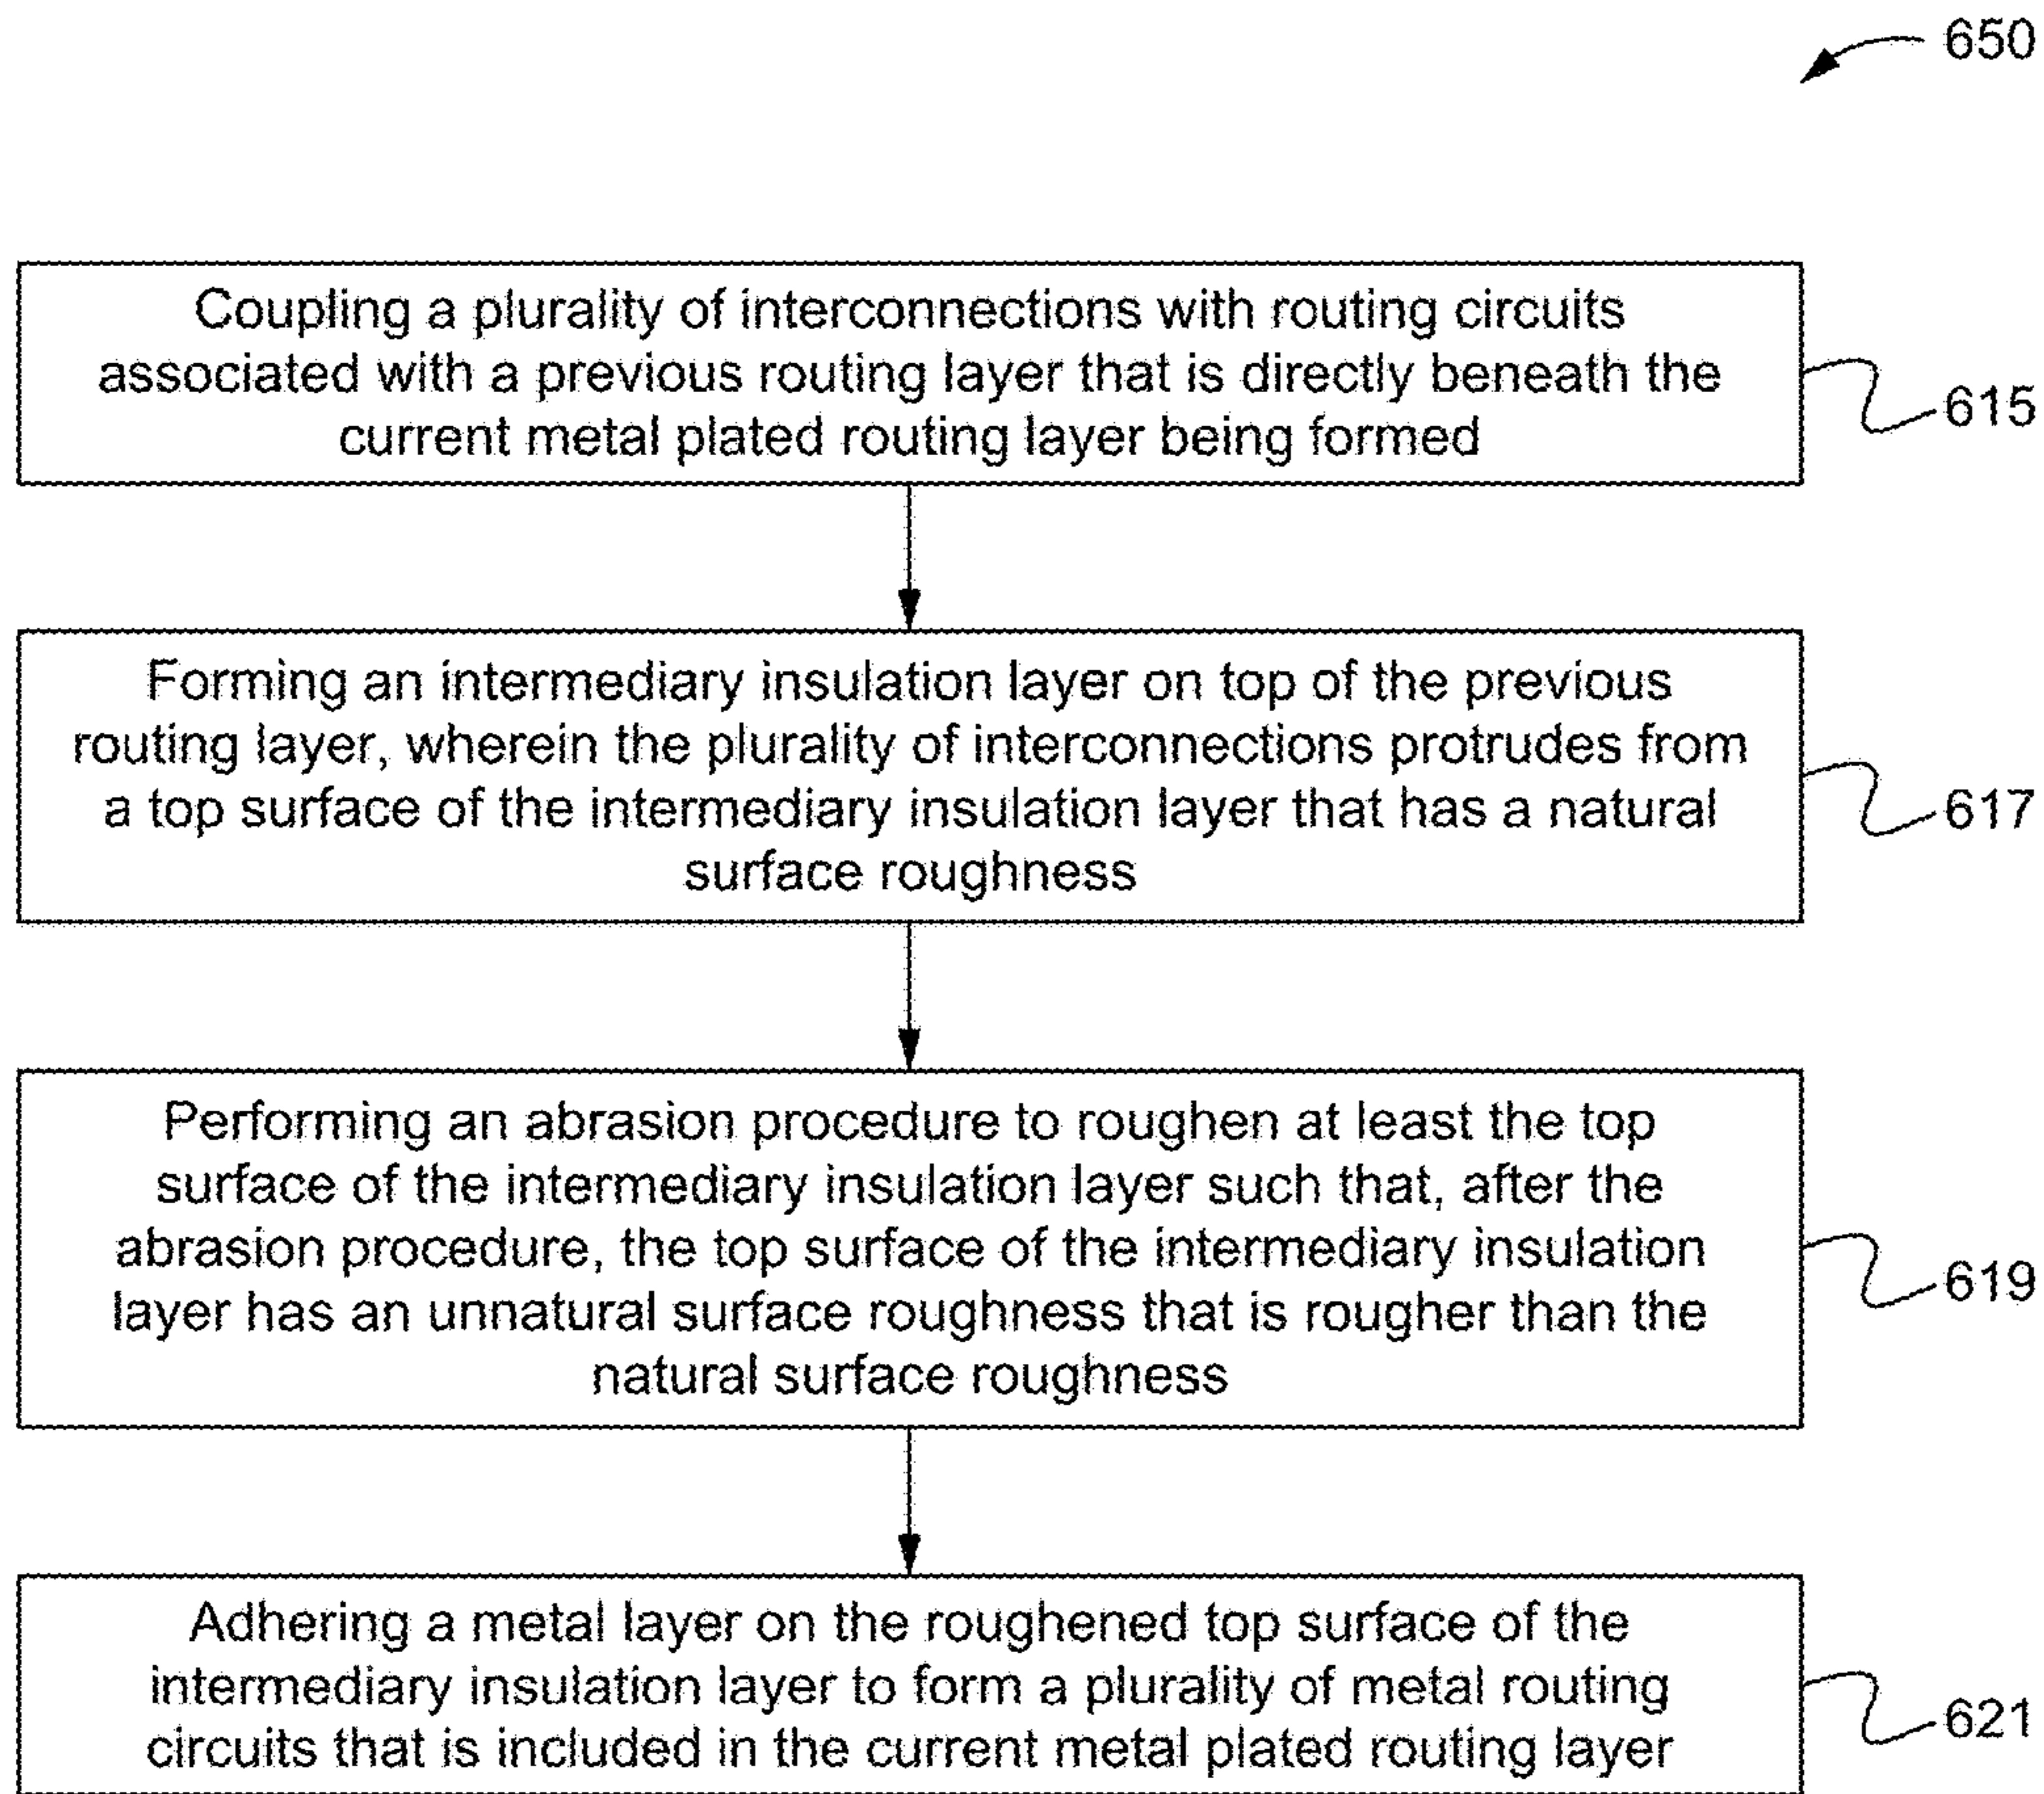 650
Coupling a plurality of interconnections with routing circuits
associated with a previous routing layer that is directly beneath the
current metal plated routing layer being formed
615
Forming an intermediary insulation layer on top of the previous
routing layer, wherein the plurality of interconnections protrudes from
a top surface of the intermediary insulation layer that has a natural
surface roughness
617
Performing an abrasion procedure to roughen at least the top
surface of the intermediary insulation layer such that, after the
abrasion procedure, the top surface of the intermediary insulation
layer has an unnatural surface roughness that is rougher than the
natural surface roughness
619
Adhering a metal layer on the roughened top surface of the
intermediary insulation layer to form a plurality of metal routing
circuits that is included in the current metal plated routing layer
621